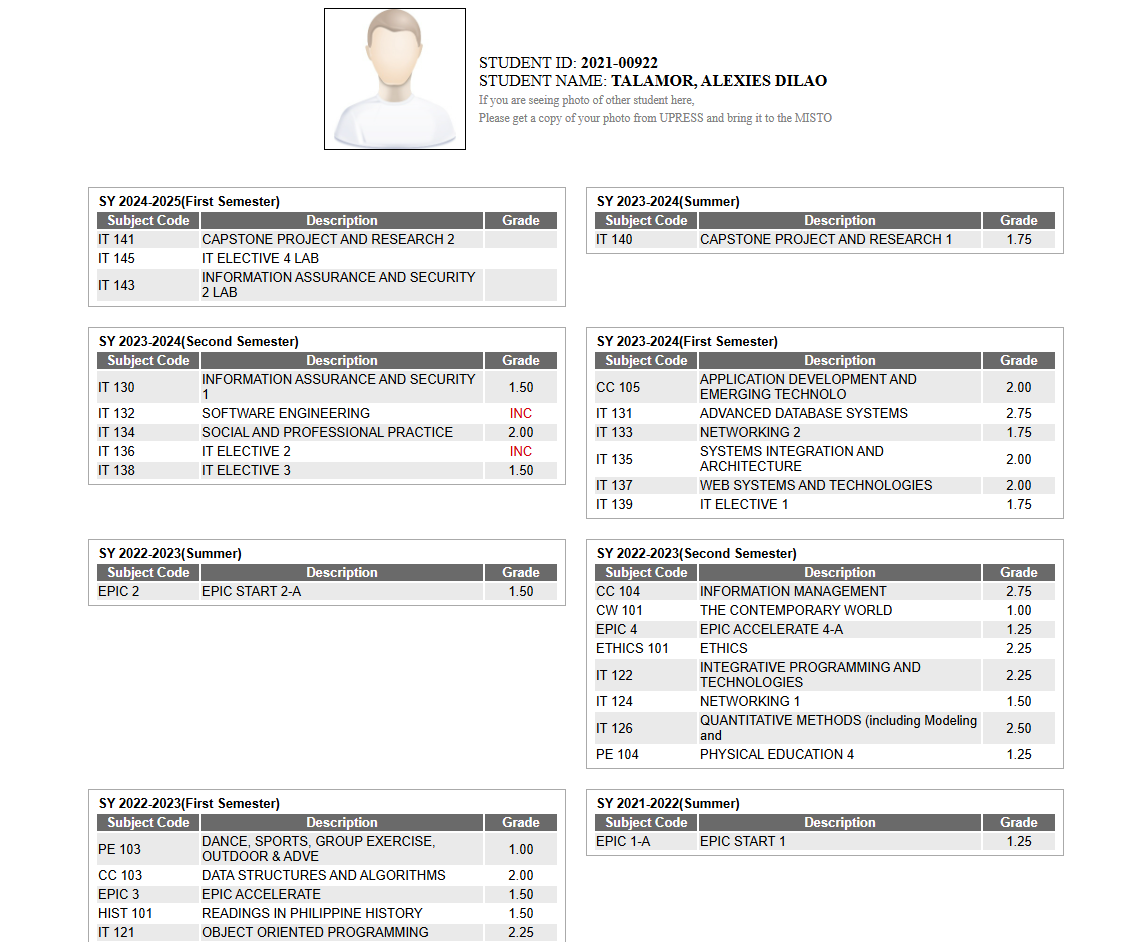 STUDENT ID: 2021-00922
STUDENT NAME: TALAMOR, ALEXIES DILAO
If you are seeing photo of other student here,
Please get a copy of your photo from UPRESS and bring it to the MISTO
SY 2024-2025(First Semester)
Subject Code Description Grade
IT 141 CAPSTONE PROJECT AND RESEARCH 2
IT 145 IT ELECTIVE 4 LAB
IT 143 INFORMATION ASSURANCE AND SECURITY
2 LAB
SY 2023-2024(Summer)
Subject Code Description Grade
IT 140 CAPSTONE PROJECT AND RESEARCH 1 1.75
SY 2023-2024(Second Semester)
Subject Code Description Grade
IT 130 INFORMATION ASSURANCE AND SECURITY
1 1.50
IT 132 SOFTWARE ENGINEERING INC
IT 134 SOCIAL AND PROFESSIONAL PRACTICE 2.00
IT 136 IT ELECTIVE 2 INC
IT 138 IT ELECTIVE 3 1.50
SY 2023-2024(First Semester)
Subject Code Description Grade
CC 105 APPLICATION DEVELOPMENT AND
EMERGING TECHNOLO 2.00
IT 131 ADVANCED DATABASE SYSTEMS 2.75
IT 133 NETWORKING 2 1.75
IT 135 SYSTEMS INTEGRATION AND
ARCHITECTURE 2.00
IT 137 WEB SYSTEMS AND TECHNOLOGIES 2.00
IT 139 IT ELECTIVE 1 1.75
SY 2022-2023(Summer)
Subject Code Description Grade
EPIC 2 EPIC START 2-A 1.50
SY 2022-2023(Second Semester)
Subject Code Description Grade
CC 104 INFORMATION MANAGEMENT 2.75
CW 101 THE CONTEMPORARY WORLD 1.00
EPIC 4 EPIC ACCELERATE 4-A 1.25
ETHICS 101 ETHICS 2.25
IT 122 INTEGRATIVE PROGRAMMING AND
TECHNOLOGIES 2.25
IT 124 NETWORKING 1 1.50
IT 126 QUANTITATIVE METHODS (including Modeling
and 2.50
PE 104 PHYSICAL EDUCATION 4 1.25
SY 2022-2023(First Semester)
Subject Code Description Grade
PE 103 DANCE, SPORTS, GROUP EXERCISE,
OUTDOOR & ADVE 1.00
CC 103 DATA STRUCTURES AND ALGORITHMS 2.00
EPIC 3 EPIC ACCELERATE 1.50
HIST 101 READINGS IN PHILIPPINE HISTORY 1.50
IT 121 OBJECT ORIENTED PROGRAMMING 2.25
SY 2021-2022(Summer)
Subject Code Description Grade
EPIC 1-A EPIC START 1 1.25